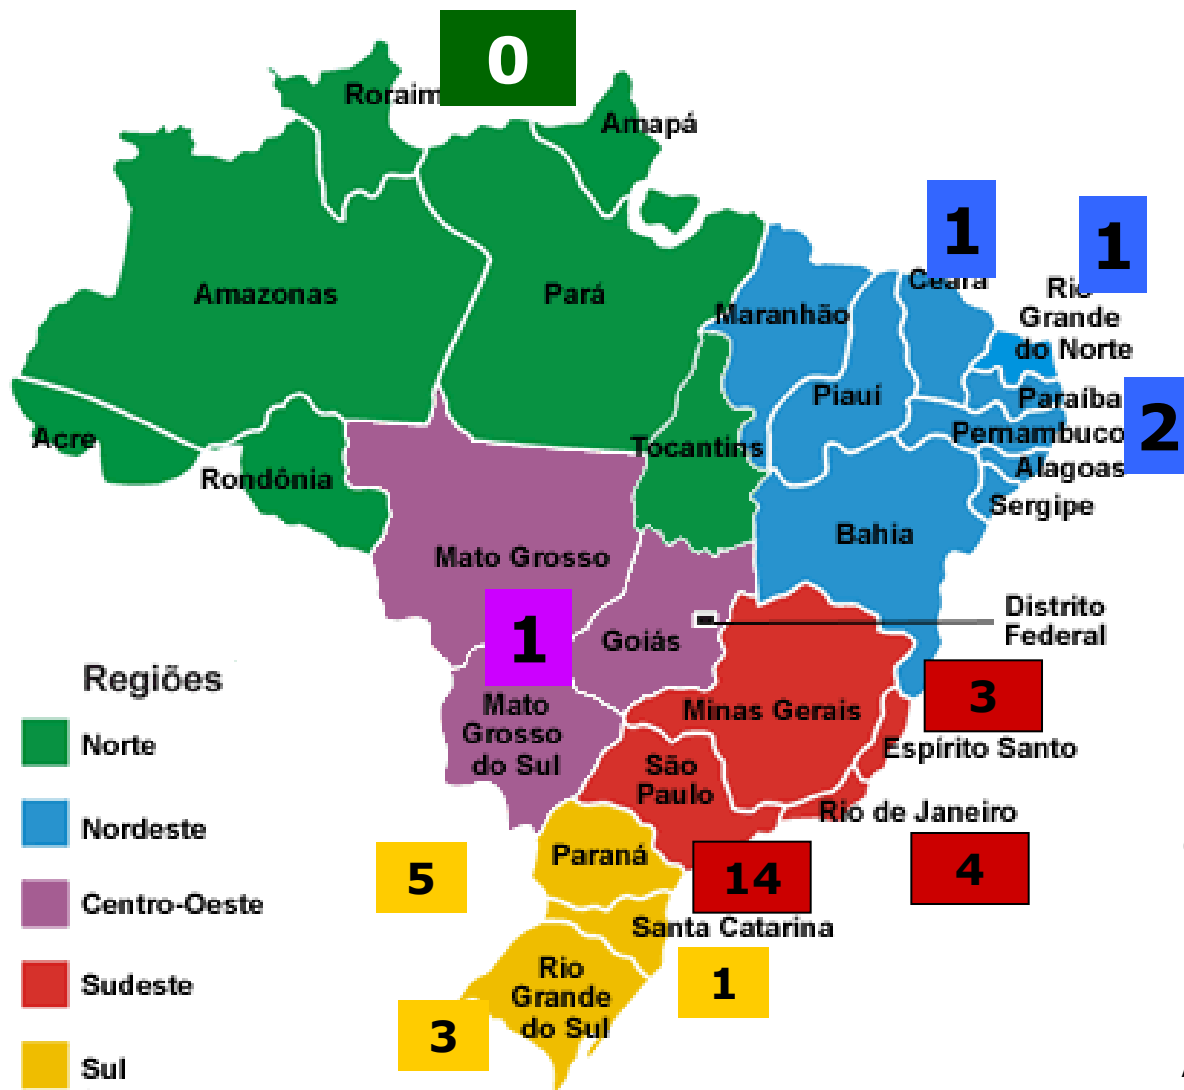 0
Roraim
Amapá
1
1
Amazonas
Pará
Ceará
Rio
Grande
do Norte
Maranhão
Piauí
Paraíba
2
Pernambuco
Acre
Rondônia
Tocantins
Alagoas
Sergipe
Bahia
Mato Grosso
Distrito
Federal
1
Goiás
Regiões
Mato
Grosso
do Sul
Minas Gerais
3
Espírito Santo
Norte
São
Paulo
Rio de Janeiro
Nordeste
Paraná
5
14
4
Centro-Oeste
Santa Catarina
Rio
Grande
do Sul
1
Sudeste
3
Sul